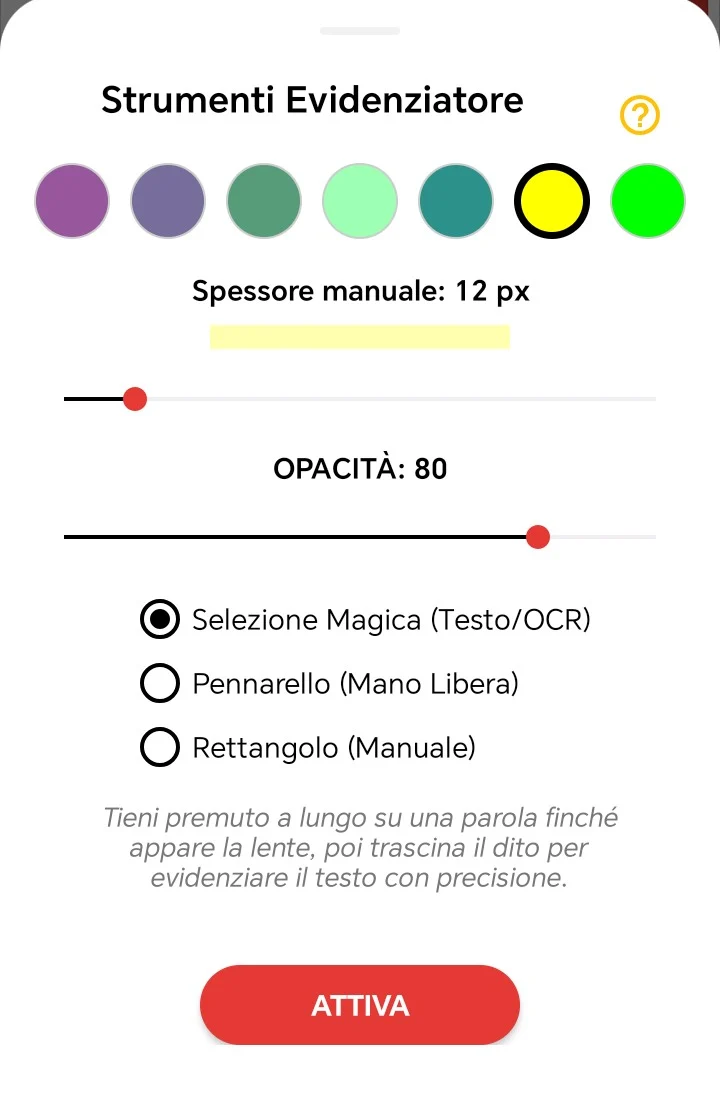 Strumenti Evidenziatore
?
Spessore manuale: 12 px
OPACITÀ: 80
Selezione Magica (Testo/OCR)
Pennarello (Mano Libera)
Rettangolo (Manuale)
Tieni premuto a lungo su una parola finché
appare la lente, poi trascina il dito per
evidenziare il testo con precisione.
ATTIVA